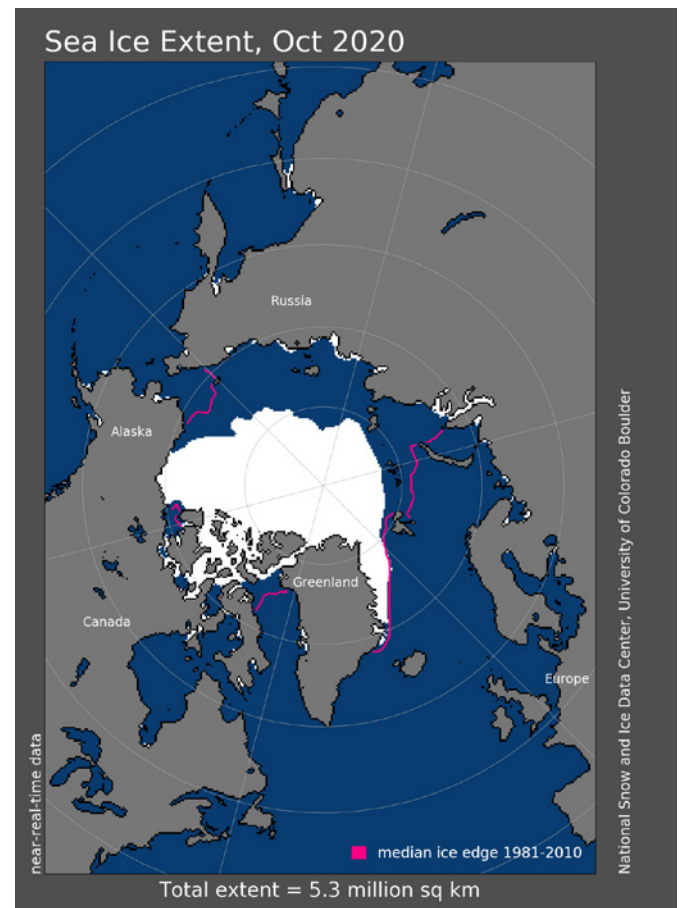 Sea Ice Extent, Oct 2020
Russia
Alaska
Greenland
Canada
Europe
near-real-time data
National Snow and Ice Data Center, University of Colorado Boulder
median ice edge 1981-2010
Total extent = 5.3 million sq km